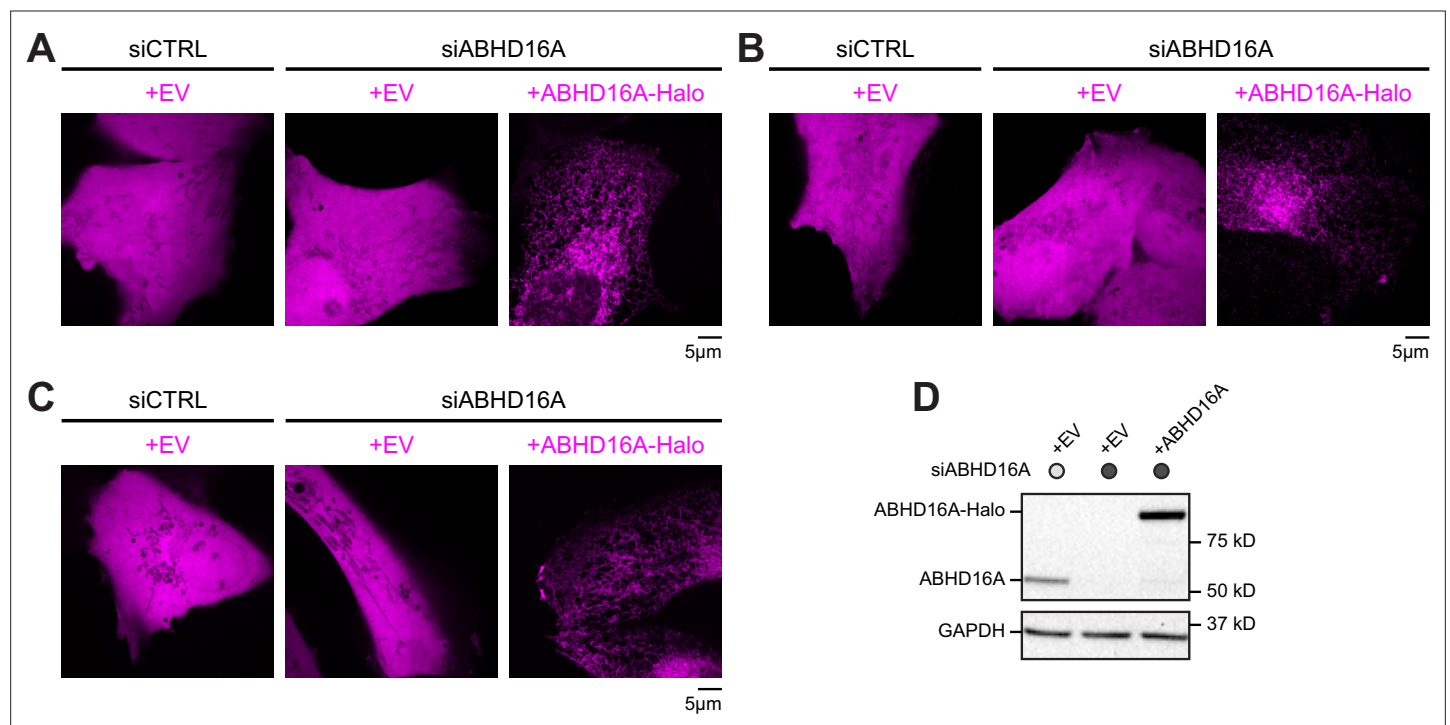 A
siCTRL
siABHD16A
+EV
+EV
+ABHD16A-Halo
5µm
B
siCTRL
siABHD16A
+EV
+EV
+ABHD16A-Halo
5µm
C
siCTRL
siABHD16A
+EV
+EV
+ABHD16A-Halo
5µm
D
+EV
+EV
+ABHD16A
siABHD16A
ABHD16A-Halo
75 kD
ABHD16A
50 kD
37 kD
GAPDH